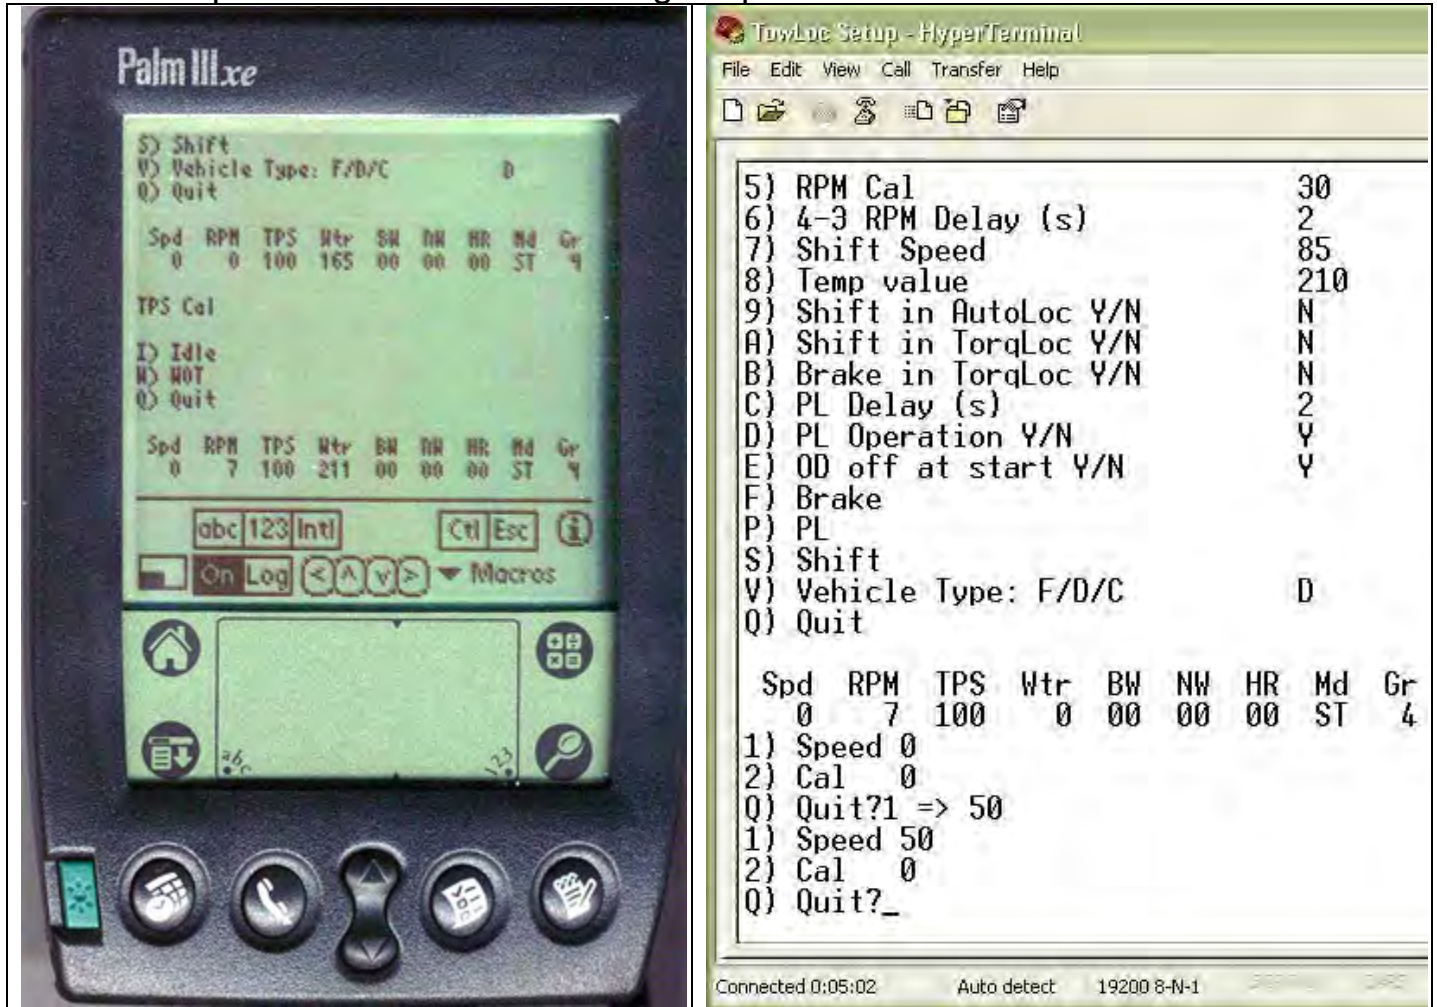 Palm IIIxe
S) Shift
V) Vehicle Type: F/D/C D
Q) Quit
Spd RPM TPS Wtr BW NW HR Md Gr
0 0 100 165 00 00 00 ST 4
TPS Cal
I) Idle
W) WOT
Q) Quit
Spd RPM TPS Wtr BW NW HR Md Gr
0 7 100 211 00 00 00 ST 4
abc 123 Intl Ctl Esc i
On Log < ^ v > Macros
abc 123
TowLoc Setup - HyperTerminal
File Edit View Call Transfer Help
5) RPM Cal 30
6) 4-3 RPM Delay (s) 2
7) Shift Speed 85
8) Temp value 210
9) Shift in AutoLoc Y/N N
A) Shift in TorqLoc Y/N N
B) Brake in TorqLoc Y/N N
C) PL Delay (s) 2
D) PL Operation Y/N Y
E) OD off at start Y/N Y
F) Brake
P) PL
S) Shift
V) Vehicle Type: F/D/C D
Q) Quit
Spd RPM TPS Wtr BW NW HR Md Gr
0 7 100 0 00 00 00 ST 4
1) Speed 0
2) Cal 0
Q) Quit?1 => 50
1) Speed 50
2) Cal 0
Q) Quit?_
Connected 0:05:02 Auto detect 19200 8-N-1